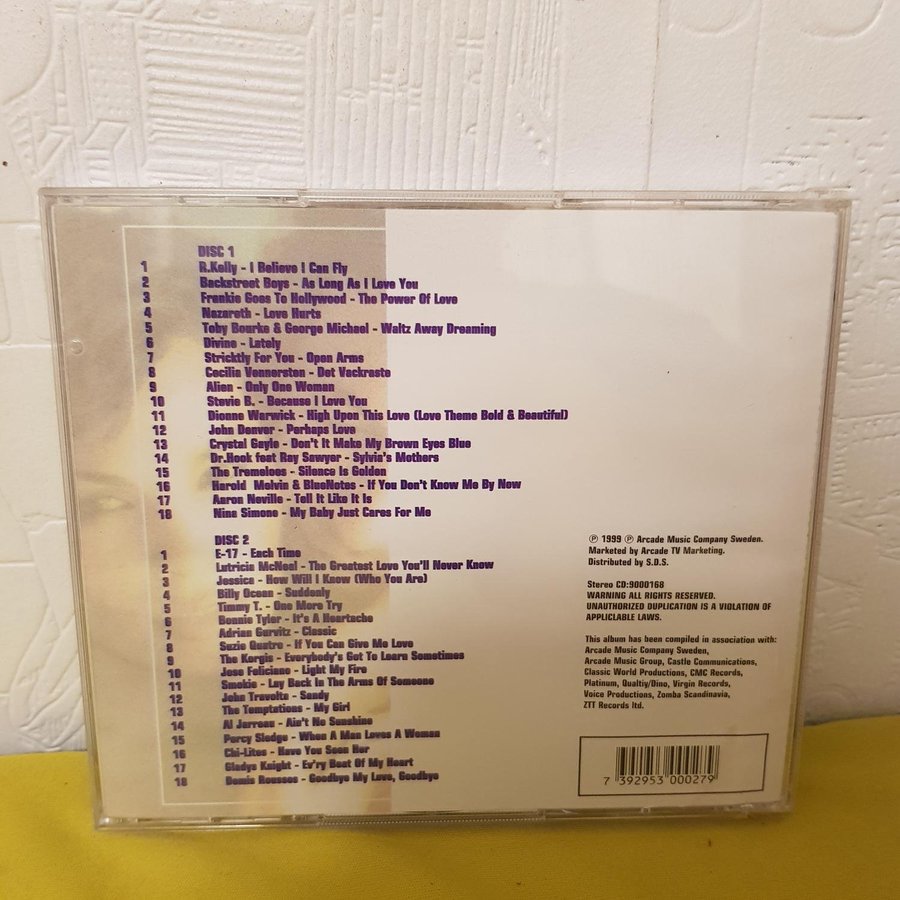 DISC 1
1 R.Kelly - I Believe I Can Fly
2 Backstreet Boys - As Long As I Love You
3 Frankie Goes To Hollywood - The Power Of Love
4 Nazareth - Love Hurts
5 Toby Bourke & George Michael - Waltz Away Dreaming
6 Divine - Lately
7 Stricktly For You - Open Arms
8 Cecilia Vennersten - Det Vackraste
9 Alien - Only One Woman
10 Stevie B. - Because I Love You
11 Dionne Warwick - High Upon This Love (Love Theme Bold & Beautiful)
12 John Denver - Perhaps Love
13 Crystal Gayle - Don't It Make My Brown Eyes Blue
14 Dr.Hook feat Ray Sawyer - Sylvia's Mothers
15 The Tremeloes - Silence Is Golden
16 Harold Melvin & BlueNotes - If You Don't Know Me By Now
17 Aaron Neville - Tell It Like It Is
18 Nina Simone - My Baby Just Cares For Me
DISC 2
1 E-17 - Each Time
2 Lutricia McNeal - The Greatest Love You'll Never Know
3 Jessica - How Will I Know (Who You Are)
4 Billy Ocean - Suddenly
5 Timmy T. - One More Try
6 Bonnie Tyler - It's A Heartache
7 Adrian Gurvitz - Classic
8 Suzie Quatro - If You Can Give Me Love
9 The Korgis - Everybody's Got To Learn Sometimes
10 Jose Feliciano - Light My Fire
11 Smokie - Lay Back In The Arms Of Someone
12 John Travolta - Sandy
13 The Temptations - My Girl
14 Al Jarreau - Ain't No Sunshine
15 Percy Sledge - When A Man Loves A Woman
16 Chi-Lites - Have You Seen Her
17 Gladys Knight - Ev'ry Beat Of My Heart
18 Demis Roussos - Goodbye My Love, Goodbye
℗ 1999 ℗ Arcade Music Company Sweden.
Marketed by Arcade TV Marketing.
Distributed by S.D.S.
Stereo CD:9000168
WARNING ALL RIGHTS RESERVED.
UNAUTHORIZED DUPLICATION IS A VIOLATION OF
APPLICLABLE LAWS.
This album has been compiled in association with:
Arcade Music Company Sweden,
Arcade Music Group, Castle Communications,
Classic World Productions, CMC Records,
Platinum, Qualtiy/Dino, Virgin Records,
Voice Productions, Zomba Scandinavia,
ZTT Records ltd.
7 392953 000279